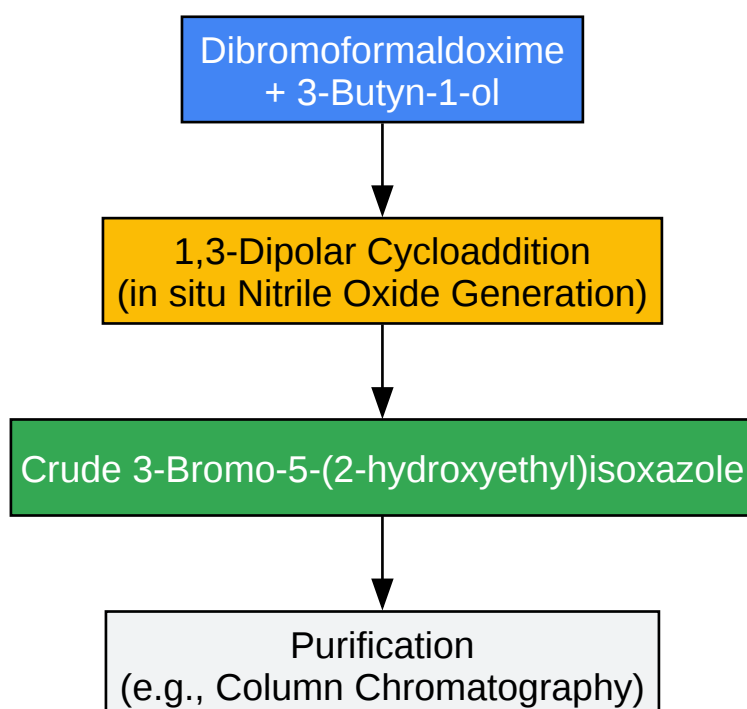 Dibromoformaldoxime
+ 3-Butyn-1-ol
1,3-Dipolar Cycloaddition
(in situ Nitrile Oxide Generation)
Crude 3-Bromo-5-(2-hydroxyethyl)isoxazole
Purification
(e.g., Column Chromatography)